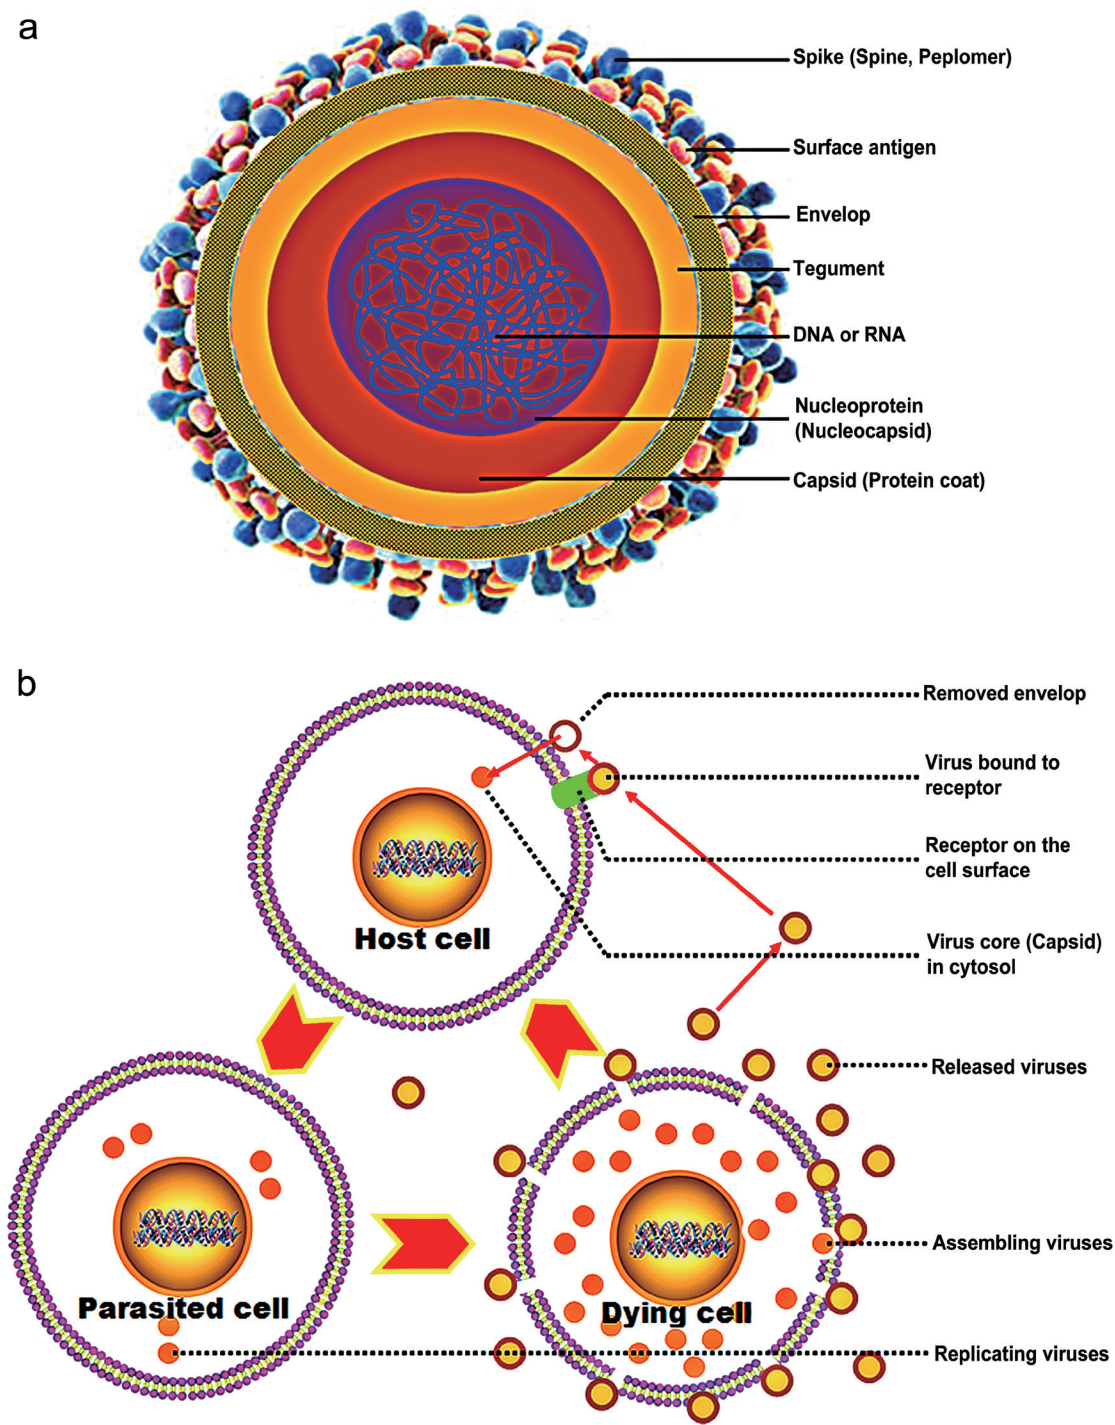 a
Spike (Spine, Peplomer)
Surface antigen
Envelop
Tegument
DNA or RNA
Nucleoprotein
(Nucleocapsid)
Capsid (Protein coat)
b
Removed envelop
Virus bound to
receptor
Receptor on the
cell surface
Host cell
Virus core (Capsid)
in cytosol
Released viruses
Assembling viruses
Parasited cell
Dying cell
Replicating viruses